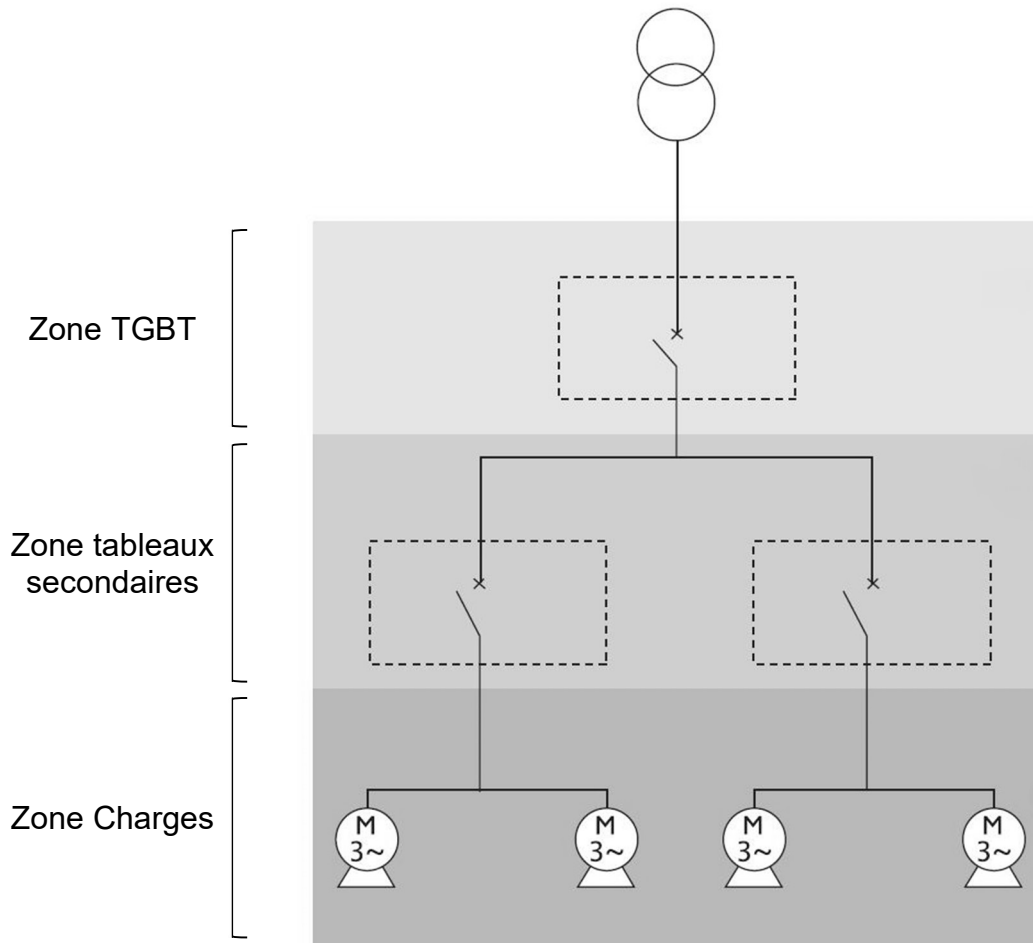 Zone TGBT
Zone tableaux
secondaires
Zone Charges
M
3~
M
3~
M
3~
M
3~